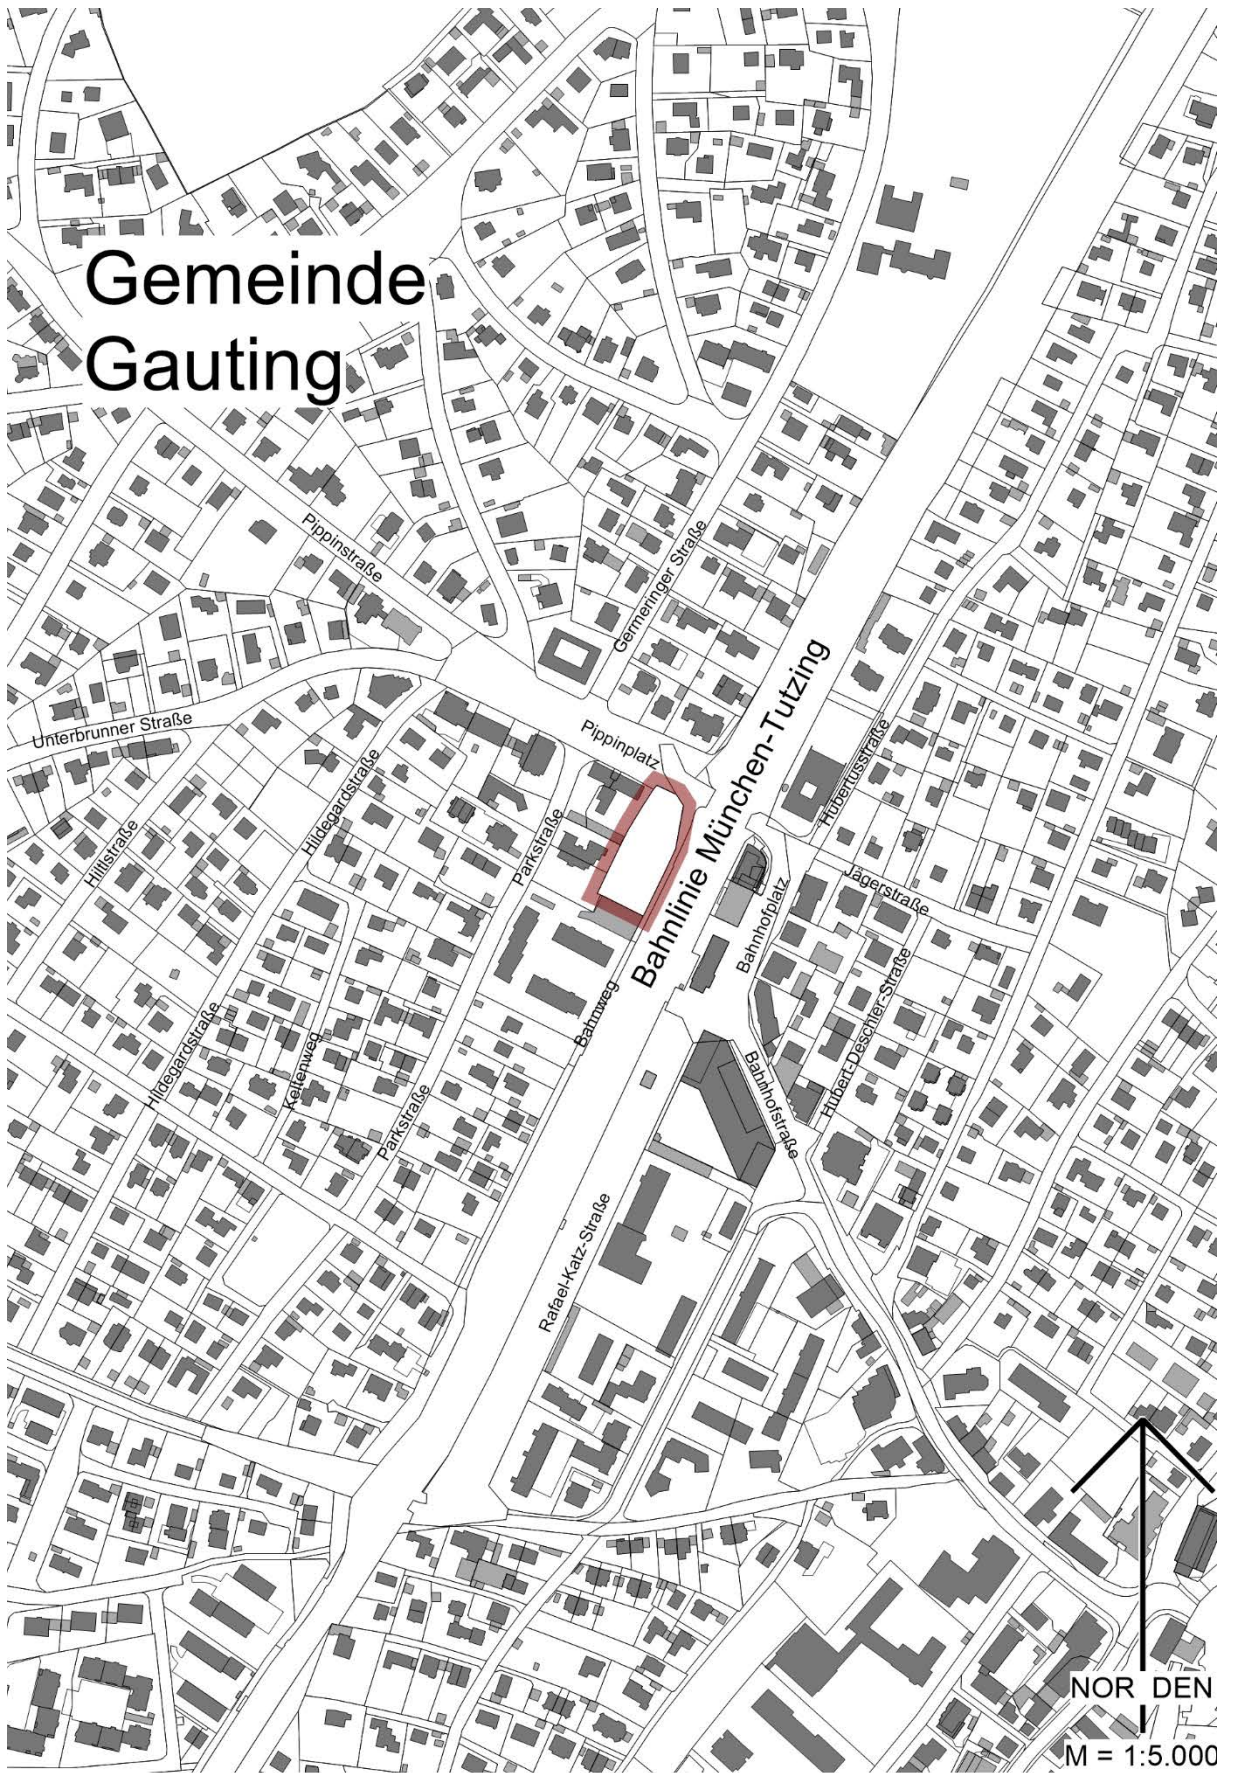 Gemeinde
Gauting
Pippinstraße
Germeringer Straße
Unterbrunner Straße
Pippinplatz
Bahnlinie München-Tutzing
Hubertusstraße
Hildegardstraße
Hiltlstraße
Parkstraße
Jägerstraße
Bahnhofplatz
Hubert-Deschler-Straße
Bahnweg
Hildegardstraße
Keltenweg
Parkstraße
Bahnhofstraße
Rafael-Katz-Straße
NOR DEN
M = 1:5.000